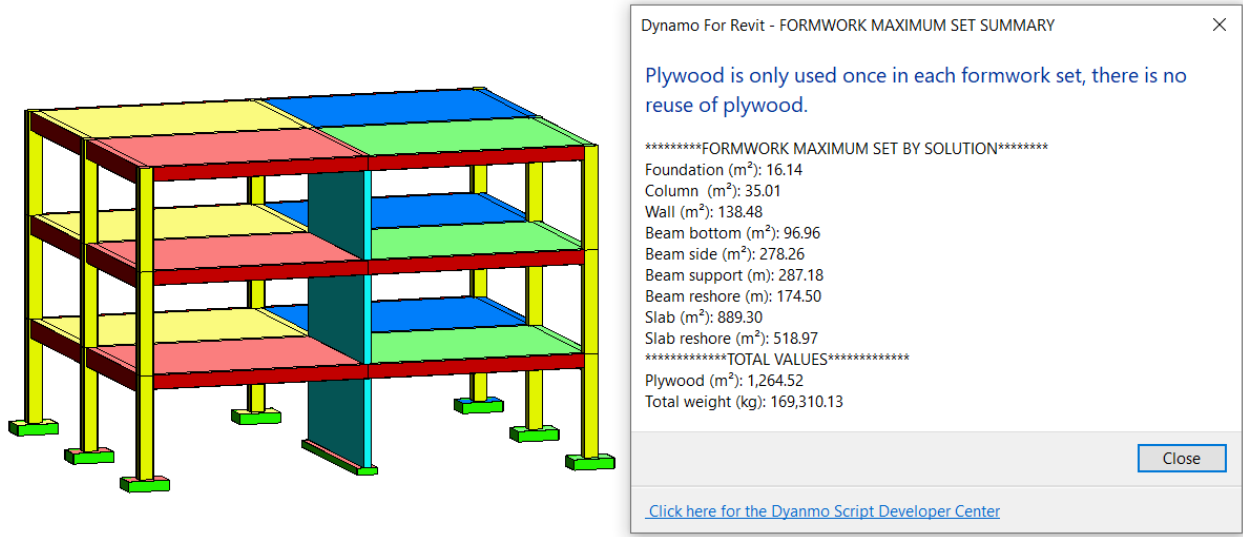 Dynamo For Revit - FORMWORK MAXIMUM SET SUMMARY
Plywood is only used once in each formwork set, there is no
reuse of plywood.
*********FORMWORK MAXIMUM SET BY SOLUTION********
Foundation (m²): 16.14
Column  (m²): 35.01
Wall (m²): 138.48
Beam bottom (m²): 96.96
Beam side (m²): 278.26
Beam support (m): 287.18
Beam reshore (m): 174.50
Slab (m²): 889.30
Slab reshore (m²): 518.97
*************TOTAL VALUES*************
Plywood (m²): 1,264.52
Total weight (kg): 169,310.13
Close
Click here for the Dyanmo Script Developer Center